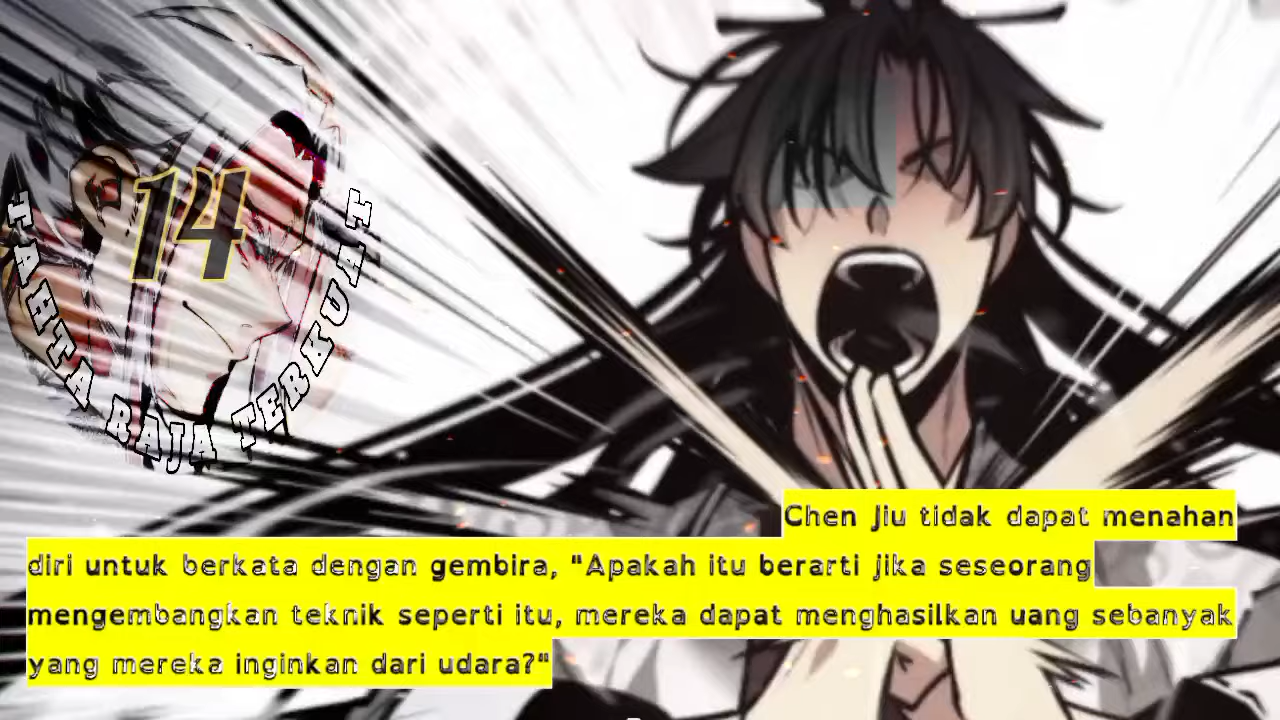 14
TAHTA RAJA TERKUAT
Chen Jiu tidak dapat menahan
diri untuk berkata dengan gembira, "Apakah itu berarti jika seseorang
mengembangkan teknik seperti itu, mereka dapat menghasilkan uang sebanyak
yang mereka inginkan dari udara?"